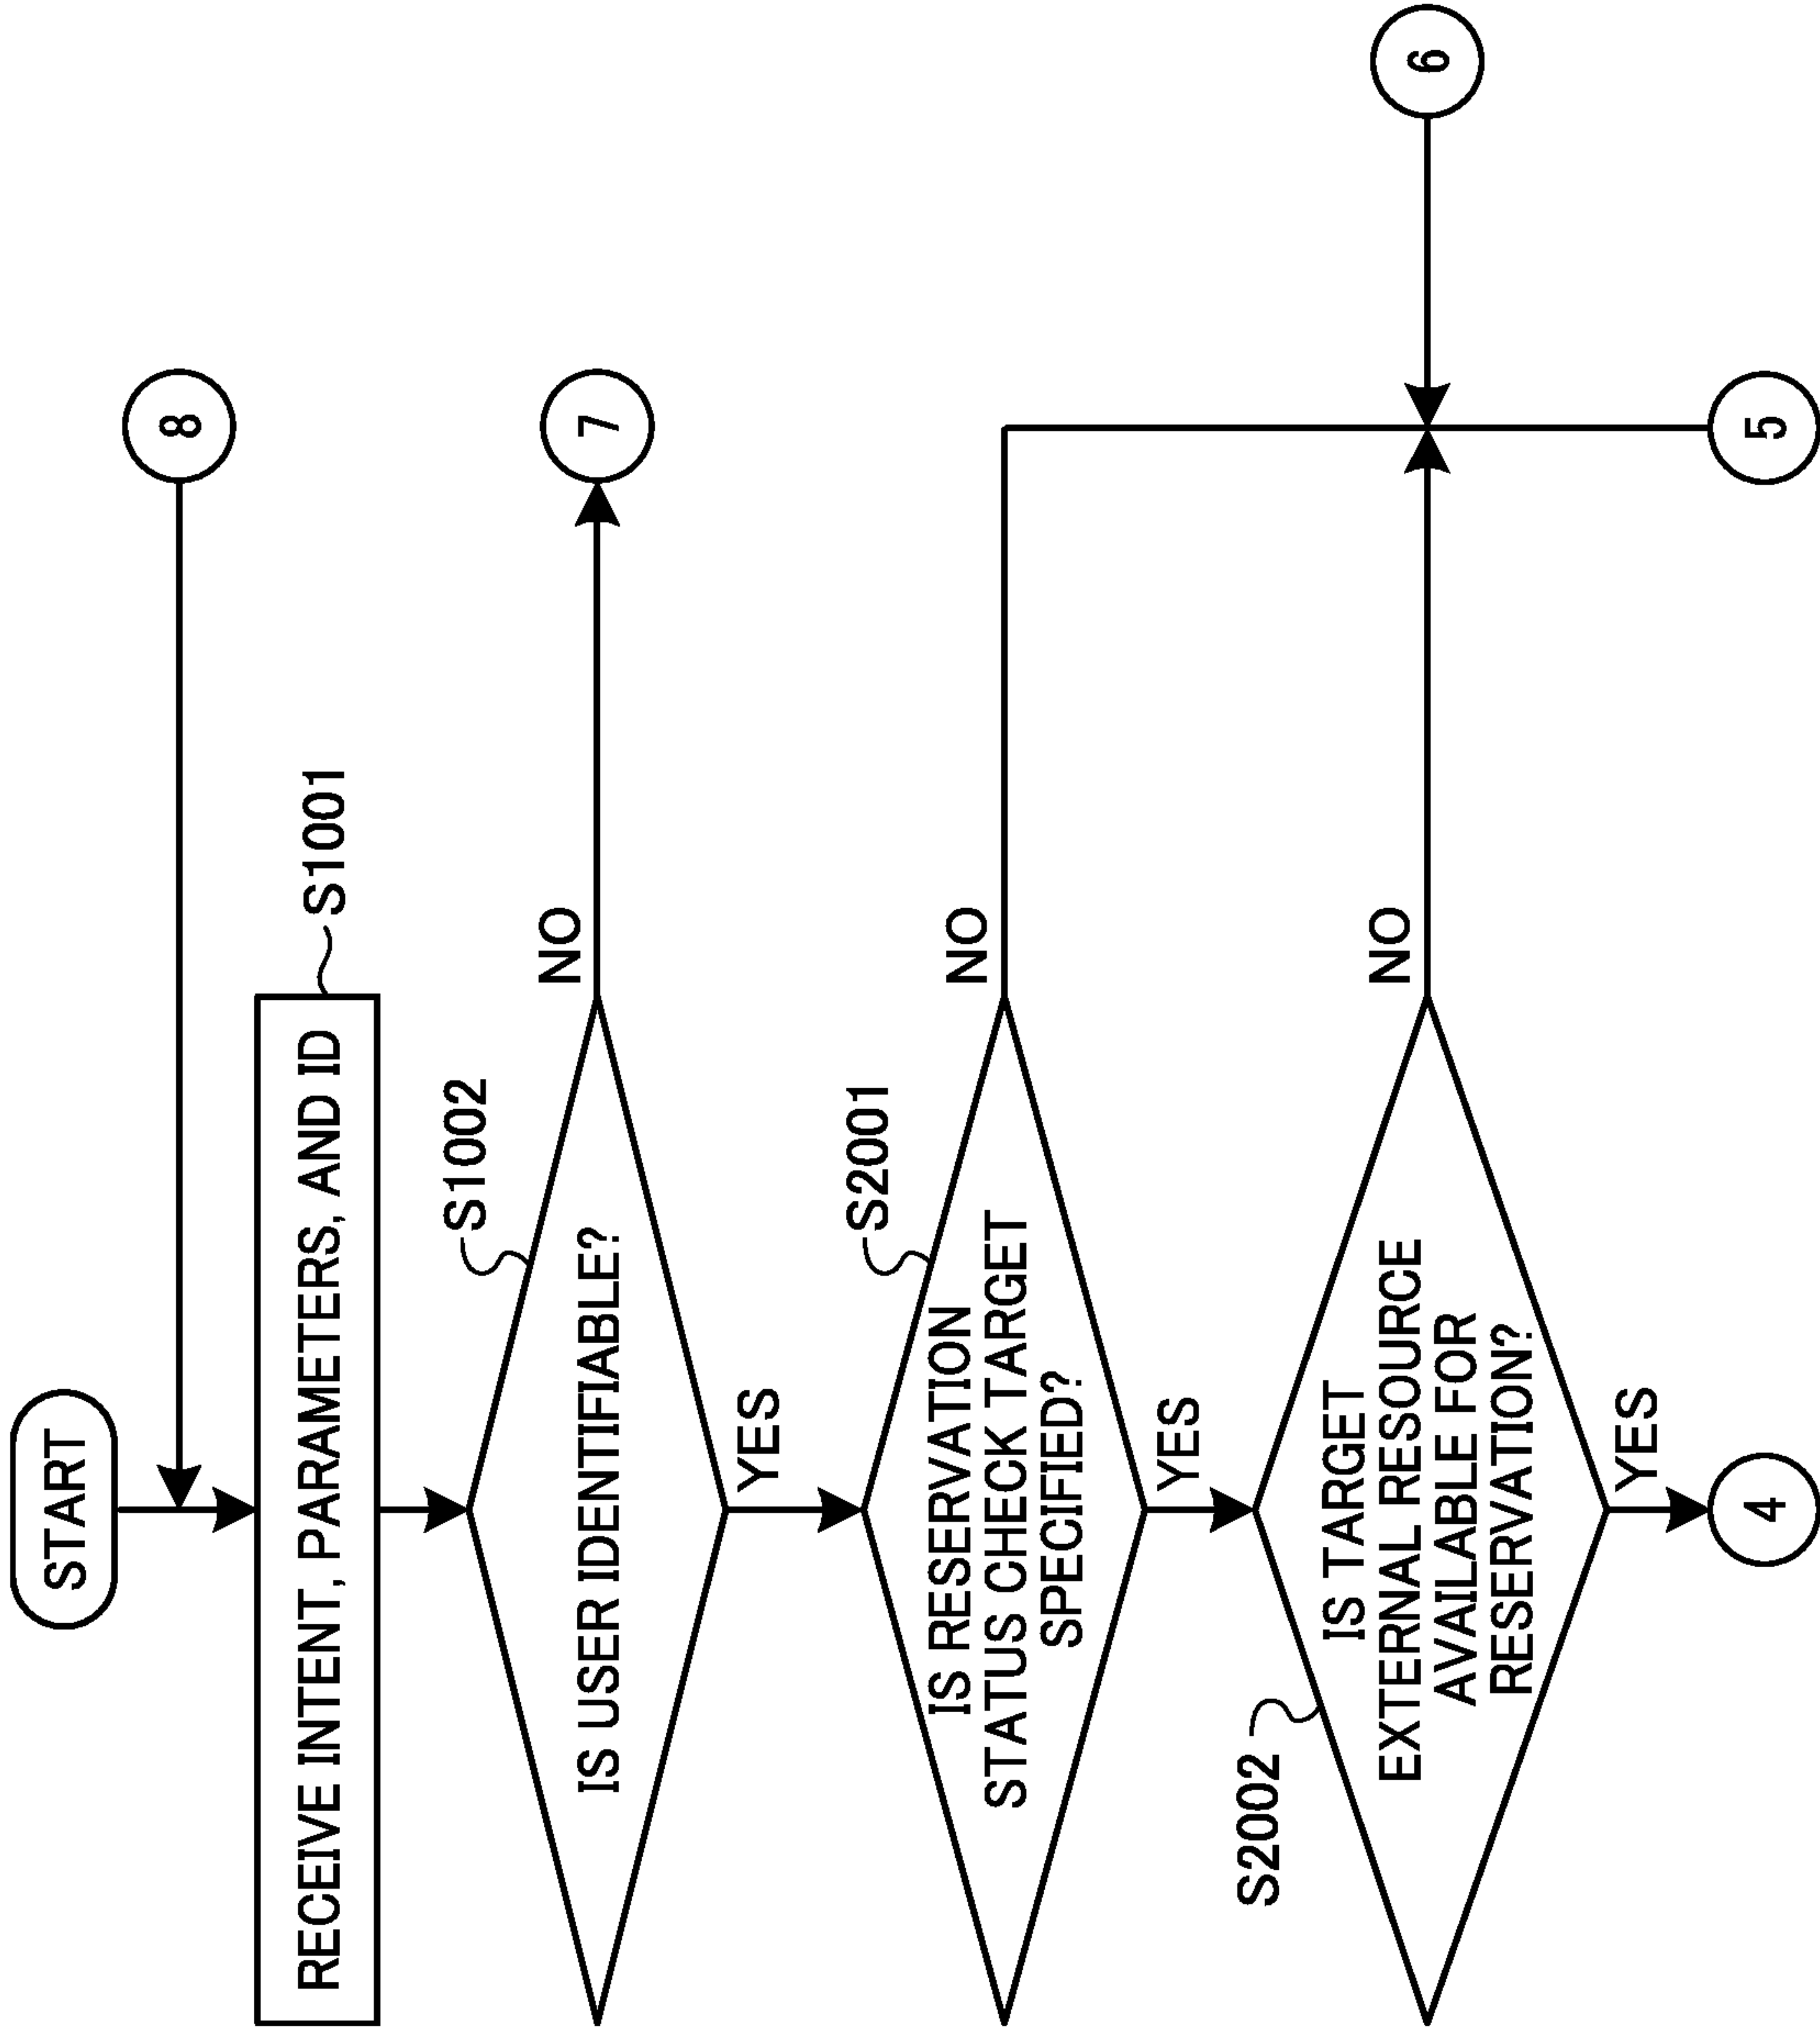 START
8
RECEIVE INTENT, PARAMETERS, AND ID
S1001
S1002
IS USER IDENTIFIABLE?
NO
7
YES
S2001
IS RESERVATION
STATUS CHECK TARGET
SPECIFIED?
NO
YES
S2002
IS TARGET
EXTERNAL RESOURCE
AVAILABLE FOR
RESERVATION?
NO
6
YES
4
5